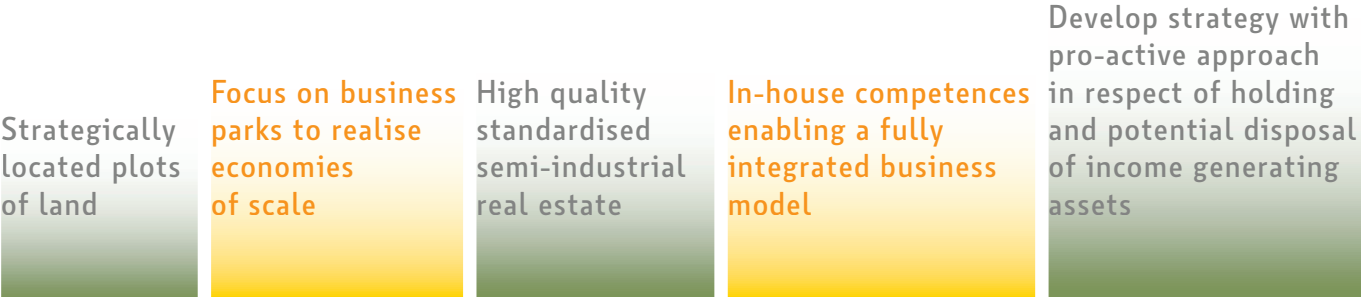 Strategically
located plots
of land
Focus on business
parks to realise
economies
of scale
High quality
standardised
semi-industrial
real estate
In-house competences
enabling a fully
integrated business
model
Develop strategy with
pro-active approach
in respect of holding
and potential disposal
of income generating
assets